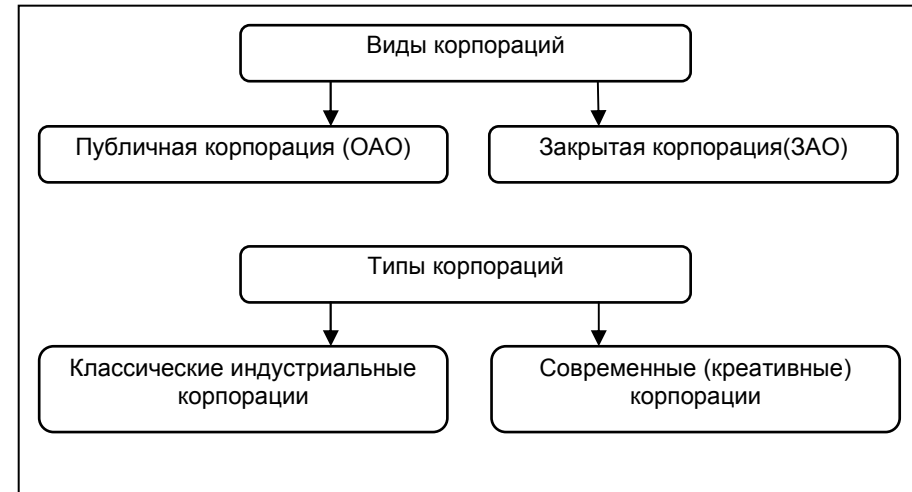 Виды корпораций
Публичная корпорация (ОАО)
Закрытая корпорация(ЗАО)
Типы корпораций
Классические индустриальные
корпорации
Современные (креативные)
корпорации